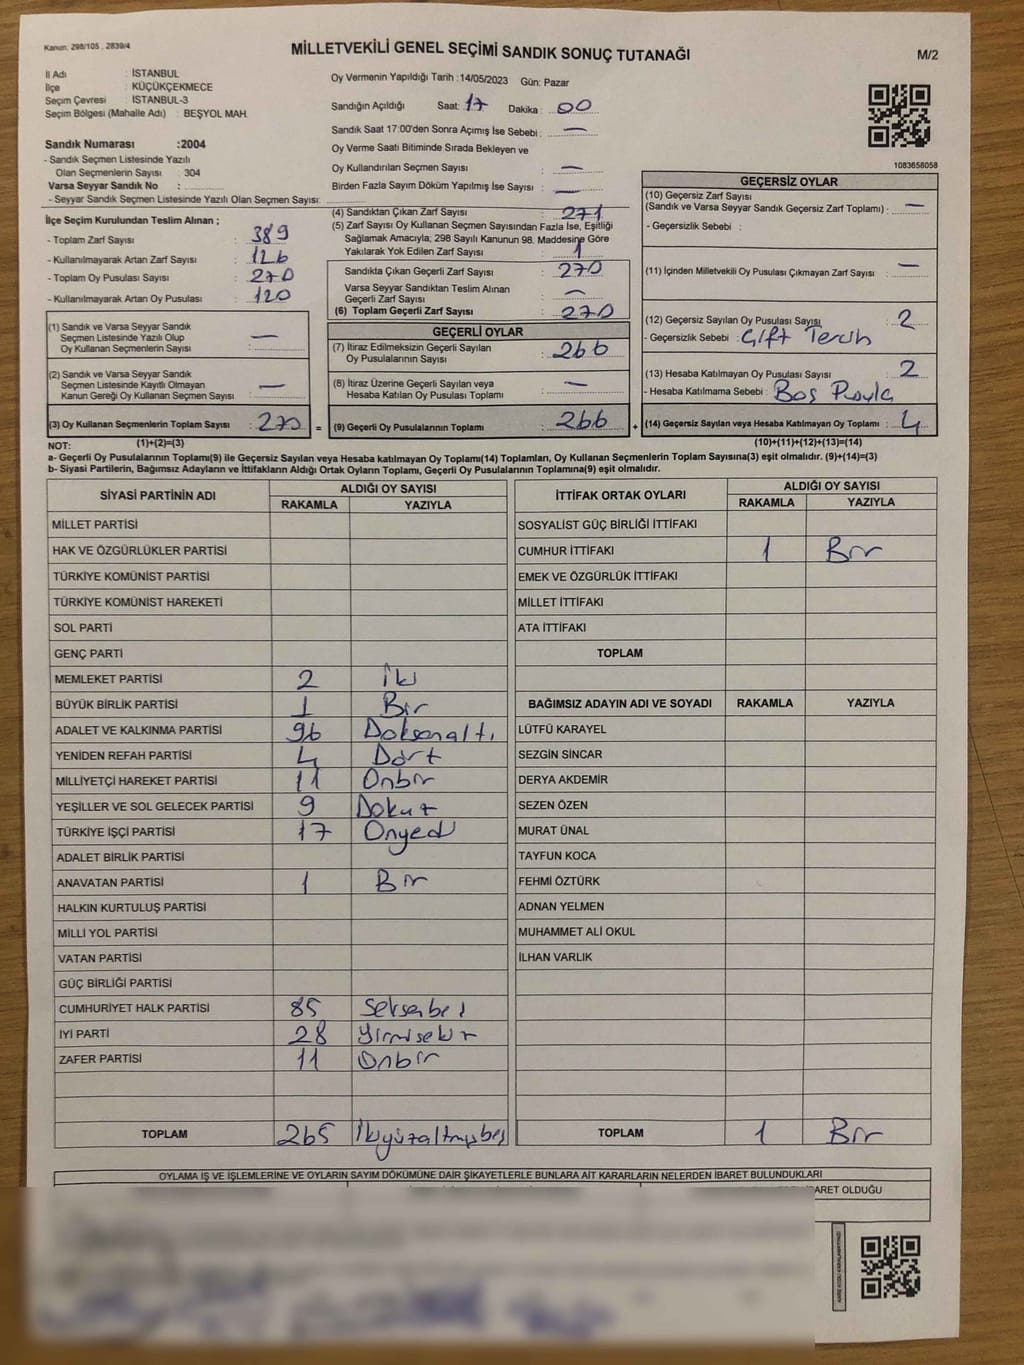 Kanun, 298/105 , 2839/4
MİLLETVEKİLİ GENEL SEÇİMİ SANDIK SONUÇ TUTANAĞI
M/2
İl Adı : İSTANBUL
İlçe : KÜÇÜKÇEKMECE
Seçim Çevresi : İSTANBUL-3
Seçim Bölgesi (Mahalle Adı) : BEŞYOL MAH.
Sandık Numarası :2004
- Sandık Seçmen Listesinde Yazılı
Olan Seçmenlerin Sayısı : 304
Varsa Seyyar Sandık No :
- Seyyar Sandık Seçmen Listesinde Yazılı Olan Seçmen Sayısı:
Oy Vermenin Yapıldığı Tarih :14/05/2023 Gün: Pazar
Sandığın Açıldığı Saat: 17 Dakika : 00
Sandık Saat 17:00'den Sonra Açımış İse Sebebi : —
Oy Verme Saati Bitiminde Sırada Bekleyen ve
Oy Kullandırılan Seçmen Sayısı : —
Birden Fazla Sayım Döküm Yapılmış İse Sayısı : —
1083658058
İlçe Seçim Kurulundan Teslim Alınan ;
- Toplam Zarf Sayısı : 389
- Kullanılmayarak Artan Zarf Sayısı : 126
- Toplam Oy Pusulası Sayısı : 270
- Kullanılmayarak Artan Oy Pusulası : 120
(1) Sandık ve Varsa Seyyar Sandık
Seçmen Listesinde Yazılı Olup
Oy Kullanan Seçmenlerin Sayısı : —
(2) Sandık ve Varsa Seyyar Sandık
Seçmen Listesinde Kayıtlı Olmayan
Kanun Gereği Oy Kullanan Seçmen Sayısı : —
(3) Oy Kullanan Seçmenlerin Toplam Sayısı : 270 =
(1)+(2)=(3)
(4) Sandıktan Çıkan Zarf Sayısı : 271
(5) Zarf Sayısı Oy Kullanan Seçmen Sayısından Fazla İse, Eşitliği
Sağlamak Amacıyla; 298 Sayılı Kanunun 98. Maddesine Göre
Yakılarak Yok Edilen Zarf Sayısı : 1
Sandıkta Çıkan Geçerli Zarf Sayısı : 270
Varsa Seyyar Sandıktan Teslim Alınan
Geçerli Zarf Sayısı : —
(6) Toplam Geçerli Zarf Sayısı : 270
GEÇERLİ OYLAR
(7) İtiraz Edilmeksizin Geçerli Sayılan
Oy Pusulalarının Sayısı : 266
(8) İtiraz Üzerine Geçerli Sayılan veya
Hesaba Katılan Oy Pusulası Toplamı : —
(9) Geçerli Oy Pusulalarının Toplamı : 266 +
GEÇERSİZ OYLAR
(10) Geçersiz Zarf Sayısı
(Sandık ve Varsa Seyyar Sandık Geçersiz Zarf Toplamı) : —
- Geçersizlik Sebebi :
(11) İçinden Milletvekili Oy Pusulası Çıkmayan Zarf Sayısı : —
(12) Geçersiz Sayılan Oy Pusulası Sayısı : 2
- Geçersizlik Sebebi : Çift Tercih
(13) Hesaba Katılmayan Oy Pusulası Sayısı : 2
- Hesaba Katılmama Sebebi : Boş Pusula
(14) Geçersiz Sayılan veya Hesaba Katılmayan Oy Toplamı : 4
(10)+(11)+(12)+(13)=(14)
NOT:
a- Geçerli Oy Pusulalarının Toplamı(9) ile Geçersiz Sayılan veya Hesaba Katılmayan Oy Toplamı(14) Toplamları, Oy Kullanan Seçmenlerin Toplam Sayısına(3) eşit olmalıdır. (9)+(14)=(3)
b- Siyasi Partilerin, Bağımsız Adayların ve İttifakların Aldığı Ortak Oyların Toplamı, Geçerli Oy Pusulalarının Toplamına(9) eşit olmalıdır.
SİYASİ PARTİNİN ADI ALDIĞI OY SAYISI
RAKAMLA YAZIYLA
MİLLET PARTİSİ
HAK VE ÖZGÜRLÜKLER PARTİSİ
TÜRKİYE KOMÜNİST PARTİSİ
TÜRKİYE KOMÜNİST HAREKETİ
SOL PARTİ
GENÇ PARTİ
MEMLEKET PARTİSİ 2 İki
BÜYÜK BİRLİK PARTİSİ 1 Bir
ADALET VE KALKINMA PARTİSİ 96 Doksanaltı
YENİDEN REFAH PARTİSİ 4 Dört
MİLLİYETÇİ HAREKET PARTİSİ 11 Onbir
YEŞİLLER VE SOL GELECEK PARTİSİ 9 Dokuz
TÜRKİYE İŞÇİ PARTİSİ 17 Onyedi
ADALET BİRLİK PARTİSİ
ANAVATAN PARTİSİ 1 Bir
HALKIN KURTULUŞ PARTİSİ
MİLLİ YOL PARTİSİ
VATAN PARTİSİ
GÜÇ BİRLİĞİ PARTİSİ
CUMHURİYET HALK PARTİSİ 85 Seksenbeş
İYİ PARTİ 28 Yirmisekiz
ZAFER PARTİSİ 11 Onbir
TOPLAM 265 İkiyüzaltmışbeş
İTTİFAK ORTAK OYLARI ALDIĞI OY SAYISI
RAKAMLA YAZIYLA
SOSYALİST GÜÇ BİRLİĞİ İTTİFAKI
CUMHUR İTTİFAKI 1 Bir
EMEK VE ÖZGÜRLÜK İTTİFAKI
MİLLET İTTİFAKI
ATA İTTİFAKI
TOPLAM
BAĞIMSIZ ADAYIN ADI VE SOYADI RAKAMLA YAZIYLA
LÜTFÜ KARAYEL
SEZGİN SİNCAR
DERYA AKDEMİR
SEZEN ÖZEN
MURAT ÜNAL
TAYFUN KOCA
FEHMİ ÖZTÜRK
ADNAN YELMEN
MUHAMMET ALİ OKUL
İLHAN VARLIK
TOPLAM 1 Bir
OYLAMA İŞ VE İŞLEMLERİNE VE OYLARIN SAYIM DÖKÜMÜNE DAİR ŞİKAYETLERLE BUNLARA AİT KARARLARIN NELERDEN İBARET BULUNDUKLARI
BARET OLDUĞU